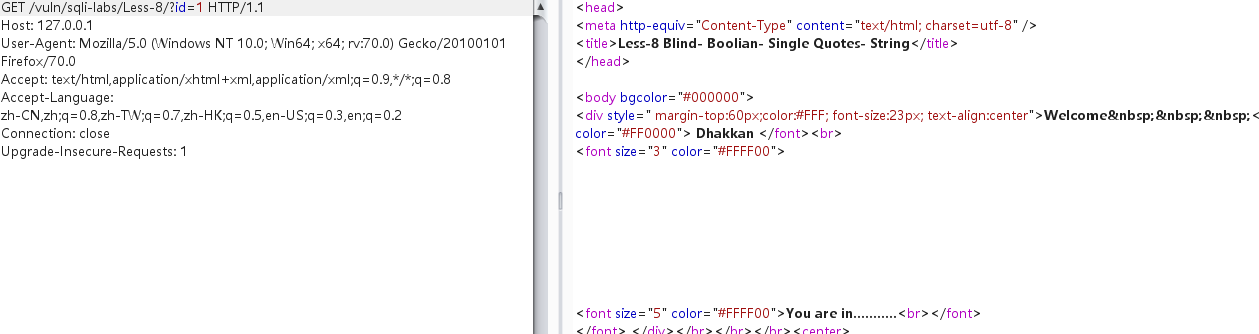 GET /vuln/sqli-labs/Less-8/?id=1 HTTP/1.1
Host: 127.0.0.1
User-Agent: Mozilla/5.0 (Windows NT 10.0; Win64; x64; rv:70.0) Gecko/20100101
Firefox/70.0
Accept: text/html,application/xhtml+xml,application/xml;q=0.9,*/*;q=0.8
Accept-Language:
zh-CN,zh;q=0.8,zh-TW;q=0.7,zh-HK;q=0.5,en-US;q=0.3,en;q=0.2
Connection: close
Upgrade-Insecure-Requests: 1
<head>
<meta http-equiv="Content-Type" content="text/html; charset=utf-8" />
<title>Less-8 Blind- Boolian- Single Quotes- String</title>
</head>
<body bgcolor="#000000">
<div style=" margin-top:60px;color:#FFF; font-size:23px; text-align:center">Welcome&nbsp;&nbsp;&nbsp;<
color="#FF0000"> Dhakkan </font><br>
<font size="3" color="#FFFF00">
<font size="5" color="#FFFF00">You are in...........<br></font>
</font> </div></br></br></br><center>